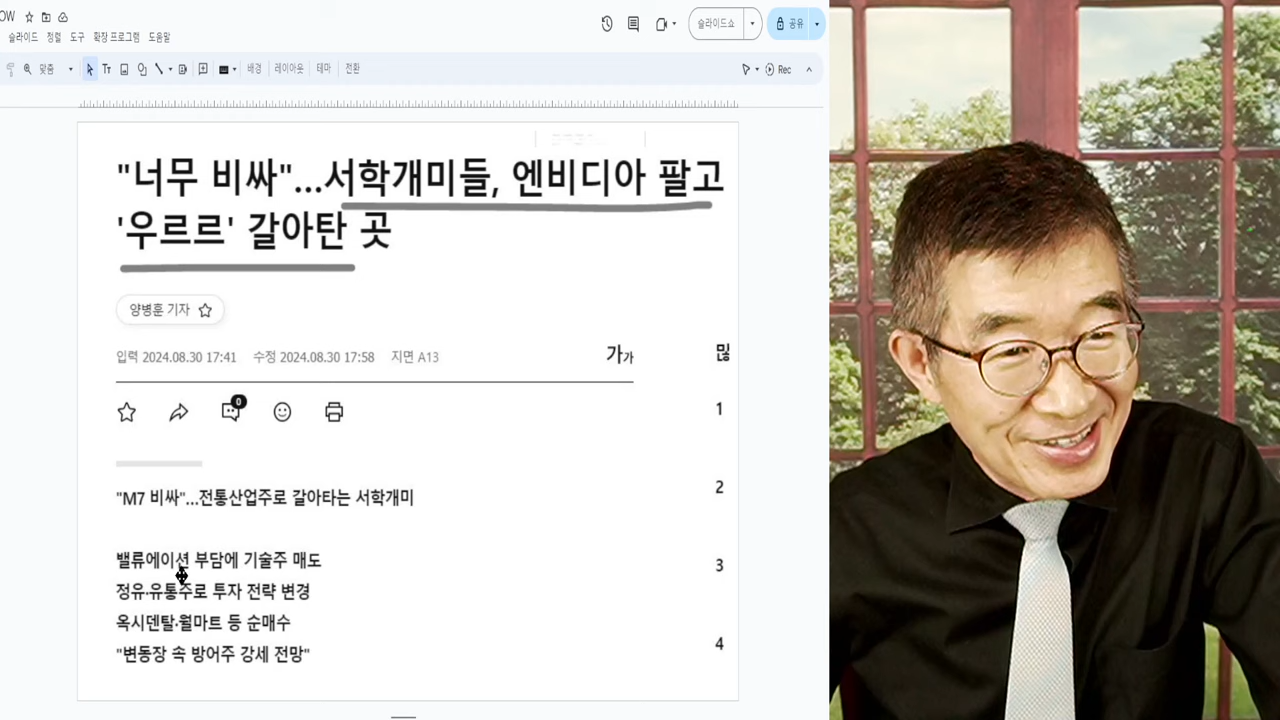 OW
슬라이드 정렬 도구 확장 프로그램 도움말
슬라이드쇼
공유
맞춤
Tr
배경 레이아웃 테마 전환
Rec
"너무 비싸"...서학개미들, 엔비디아 팔고
'우르르' 갈아탄 곳
양병훈 기자
입력 2024.08.30 17:41 수정 2024.08.30 17:58 지면 A13
가가
많
0
1
"M7 비싸"...전통산업주로 갈아타는 서학개미
2
밸류에이션 부담에 기술주 매도
3
정유·유통주로 투자 전략 변경
옥시덴탈·월마트 등 순매수
"변동장 속 방어주 강세 전망"
4